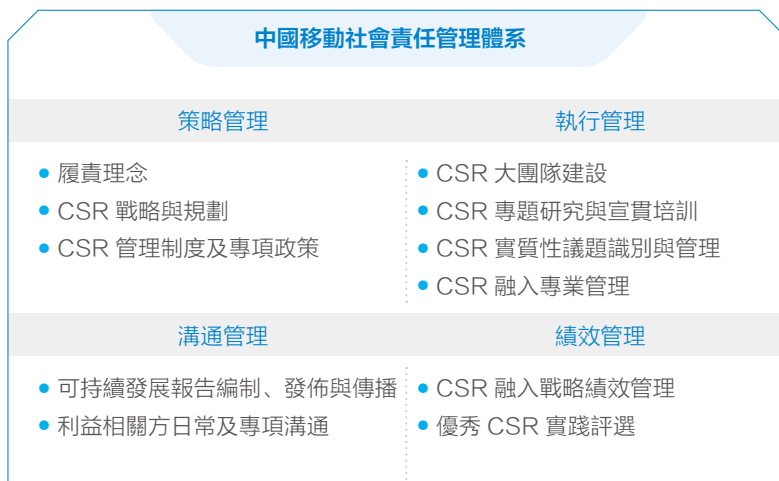 中國移動社會責任管理體系
策略管理
履責理念
CSR 戰略與規劃
CSR 管理制度及專項政策
執行管理
CSR 大團隊建設
CSR 專題研究與宣貫培訓
CSR 實質性議題識別與管理
CSR 融入專業管理
溝通管理
可持續發展報告編制、發佈與傳播
利益相關方日常及專項溝通
績效管理
CSR 融入戰略績效管理
優秀 CSR 實踐評選